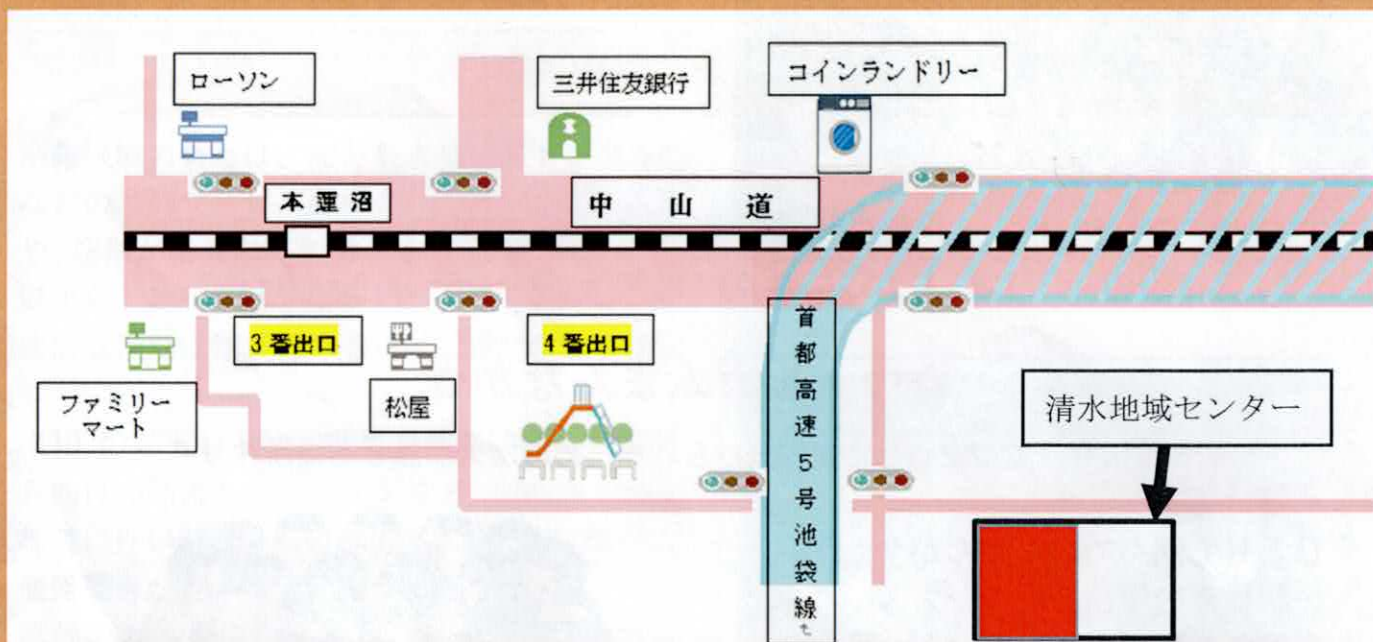 ローソン
三井住友銀行
コインランドリー
本蓮沼
中山道
3番出口
4番出口
ファミリー
マート
松屋
首都高速5号池袋線
清水地域センター